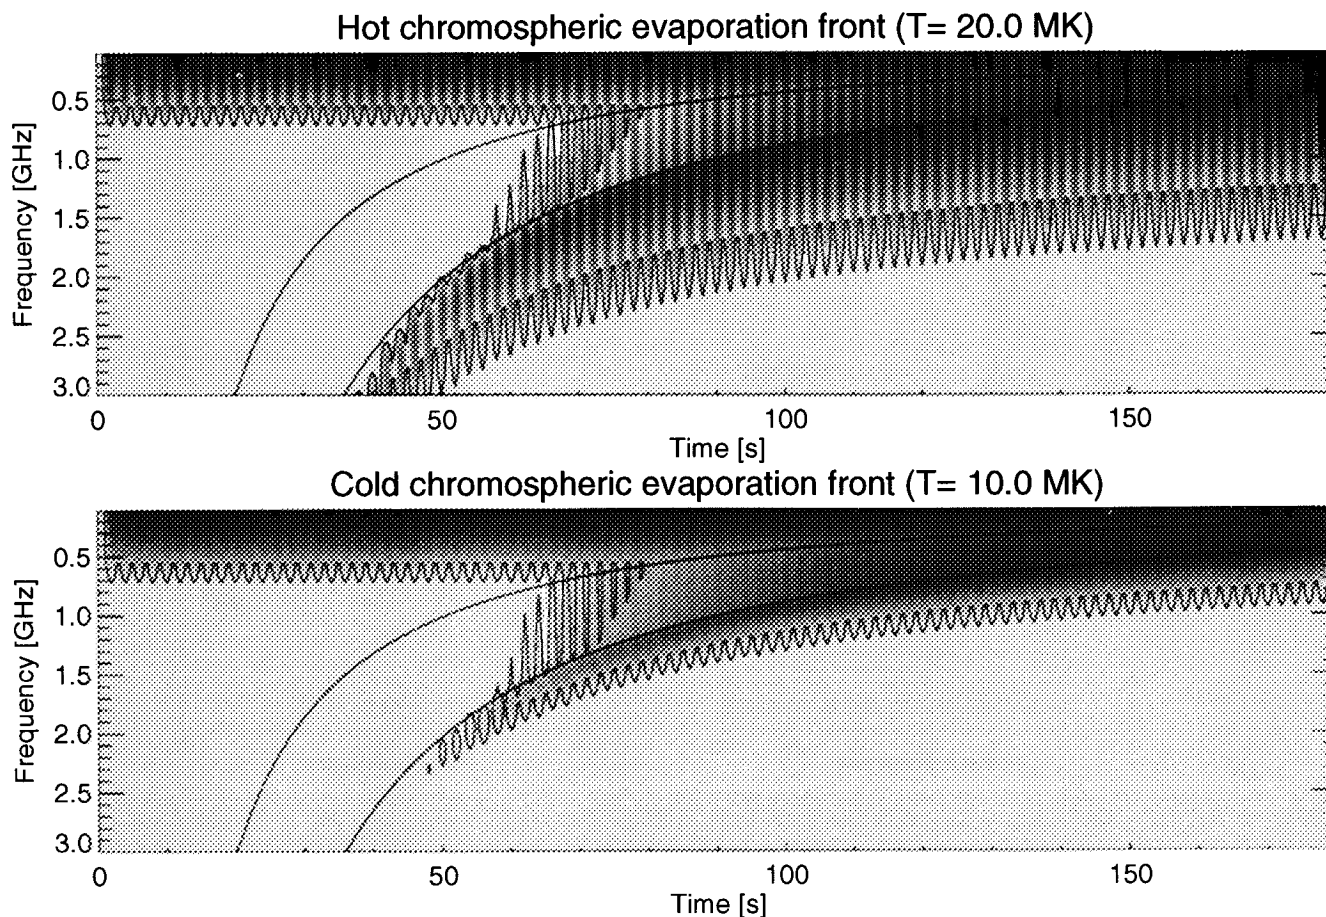 Hot chromospheric evaporation front (T= 20.0 MK)
Frequency [GHz]
0.5
1.0
1.5
2.0
2.5
3.0
0 50 100 150
Time [s]
Cold chromospheric evaporation front (T= 10.0 MK)
Frequency [GHz]
0.5
1.0
1.5
2.0
2.5
3.0
0 50 100 150
Time [s]